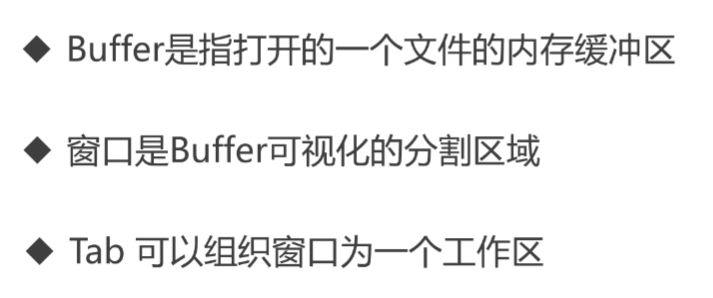 ◆ Buffer是指打开的一个文件的内存缓冲区
◆ 窗口是Buffer可视化的分割区域
◆ Tab 可以组织窗口为一个工作区